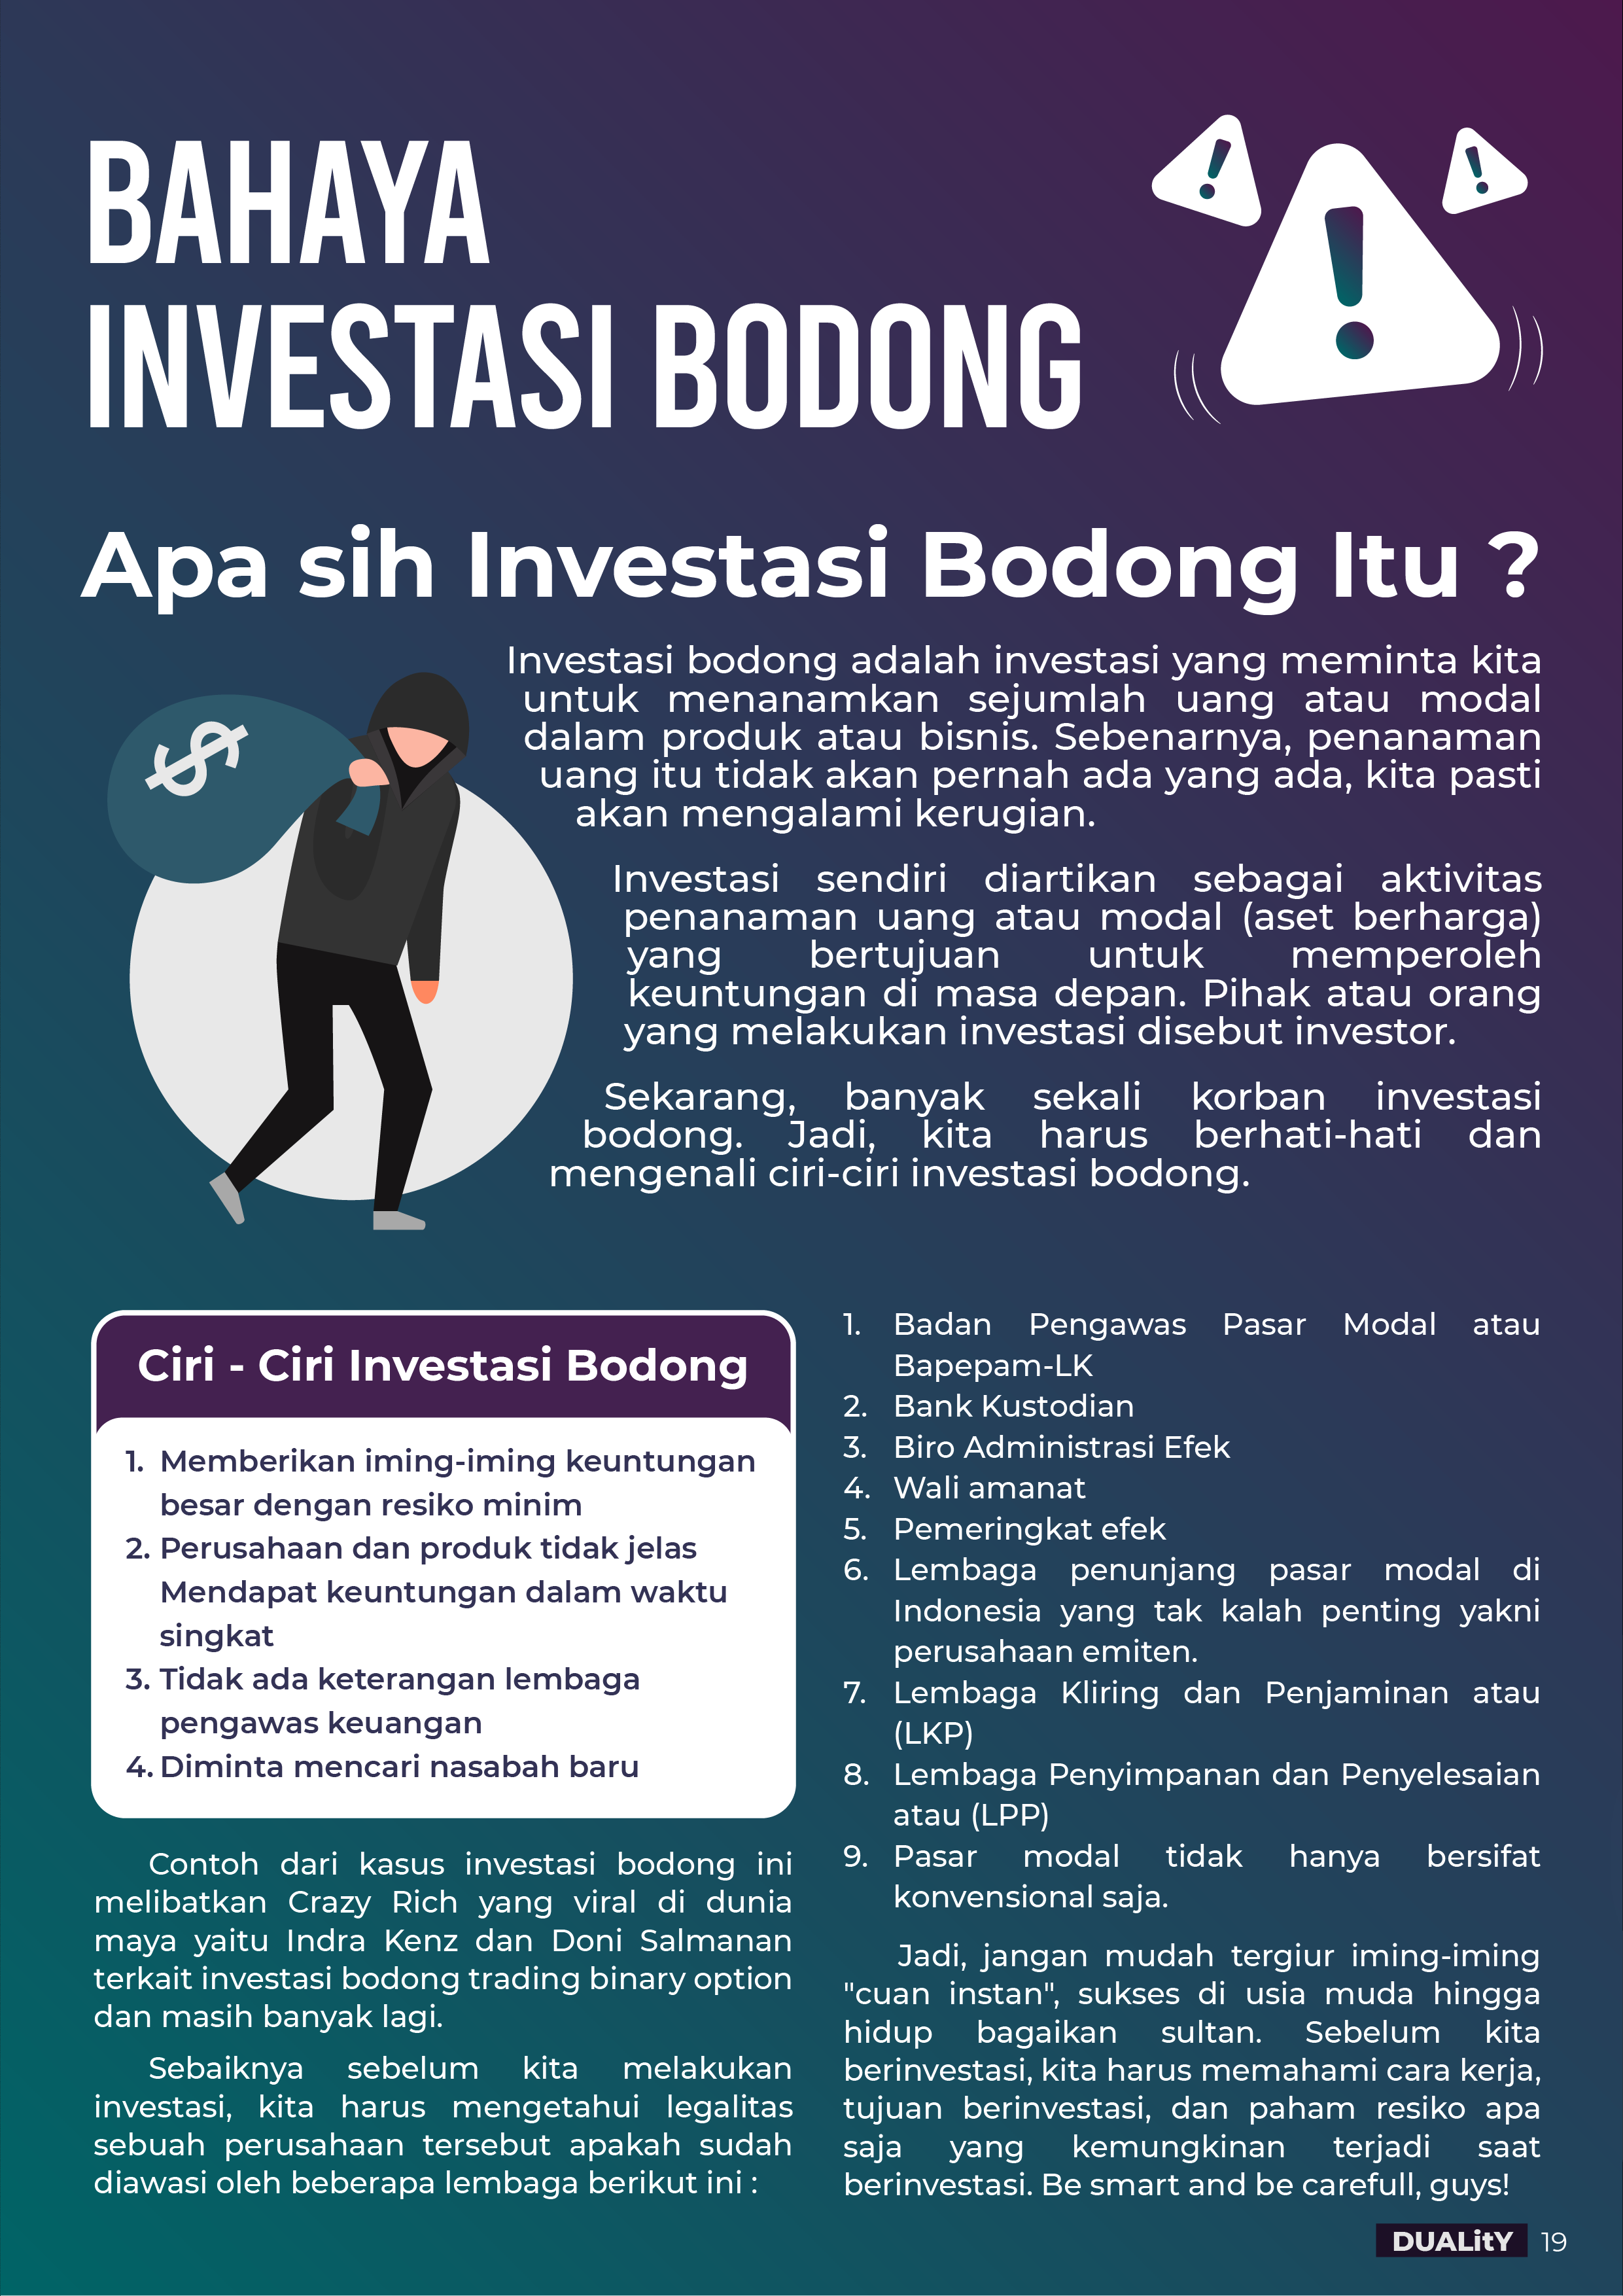 BAHAYA
INVESTASI BODONG
Apa sih Investasi Bodong Itu ?
Investasi bodong adalah investasi yang meminta kita
untuk menanamkan sejumlah uang atau modal
dalam produk atau bisnis. Sebenarnya, penanaman
uang itu tidak akan pernah ada yang ada, kita pasti
akan mengalami kerugian.
Investasi sendiri diartikan sebagai aktivitas
penanaman uang atau modal (aset berharga)
yang bertujuan untuk memperoleh
keuntungan di masa depan. Pihak atau orang
yang melakukan investasi disebut investor.
Sekarang, banyak sekali korban investasi
bodong. Jadi, kita harus berhati-hati dan
mengenali ciri-ciri investasi bodong.
$
Ciri - Ciri Investasi Bodong
1. Memberikan iming-iming keuntungan
besar dengan resiko minim
2. Perusahaan dan produk tidak jelas
Mendapat keuntungan dalam waktu
singkat
3. Tidak ada keterangan lembaga
pengawas keuangan
4. Diminta mencari nasabah baru
Contoh dari kasus investasi bodong ini
melibatkan Crazy Rich yang viral di dunia
maya yaitu Indra Kenz dan Doni Salmanan
terkait investasi bodong trading binary option
dan masih banyak lagi.
Sebaiknya sebelum kita melakukan
investasi, kita harus mengetahui legalitas
sebuah perusahaan tersebut apakah sudah
diawasi oleh beberapa lembaga berikut ini :
1. Badan Pengawas Pasar Modal atau
Bapepam-LK
2. Bank Kustodian
3. Biro Administrasi Efek
4. Wali amanat
5. Pemeringkat efek
6. Lembaga penunjang pasar modal di
Indonesia yang tak kalah penting yakni
perusahaan emiten.
7. Lembaga Kliring dan Penjaminan atau
(LKP)
8. Lembaga Penyimpanan dan Penyelesaian
atau (LPP)
9. Pasar modal tidak hanya bersifat
konvensional saja.
Jadi, jangan mudah tergiur iming-iming
"cuan instan", sukses di usia muda hingga
hidup bagaikan sultan. Sebelum kita
berinvestasi, kita harus memahami cara kerja,
tujuan berinvestasi, dan paham resiko apa
saja yang kemungkinan terjadi saat
berinvestasi. Be smart and be carefull, guys!
DUALitY 19